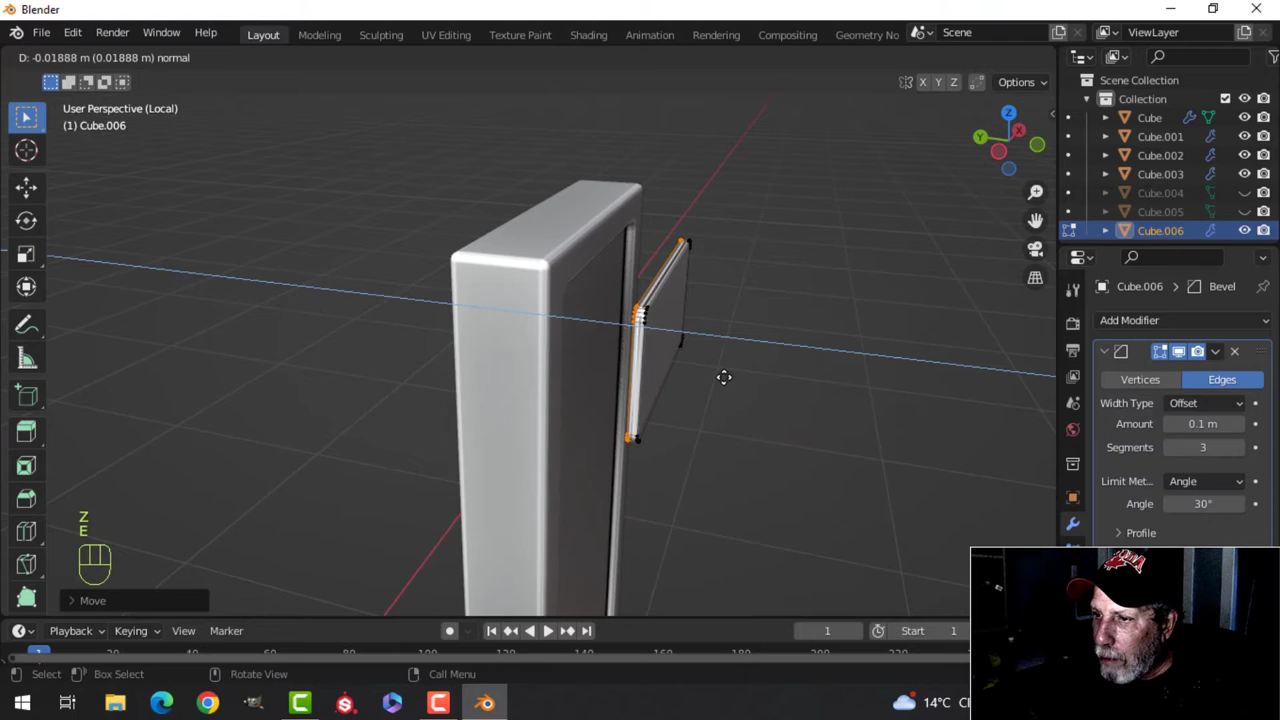 Blender
File Edit Render Window Help
Layout Modeling Sculpting UV Editing Texture Paint Shading Animation Rendering Compositing Geometry No
Scene ViewLayer
D: -0.01888 m (0.01888 m) normal
X Y Z Options
User Perspective (Local)
(1) Cube.006
Z
X
Y
Scene Collection
Collection
Cube
Cube.001
Cube.002
Cube.003
Cube.004
Cube.005
Cube.006
Cube.006 Bevel
Add Modifier
Vertices Edges
Width Type Offset
Amount 0.1 m
Segments 3
Limit Met... Angle
Angle 30°
Profile
Z
E
Move
Playback Keying View Marker 1 Start 1
Select Box Select Rotate View Call Menu
14°C